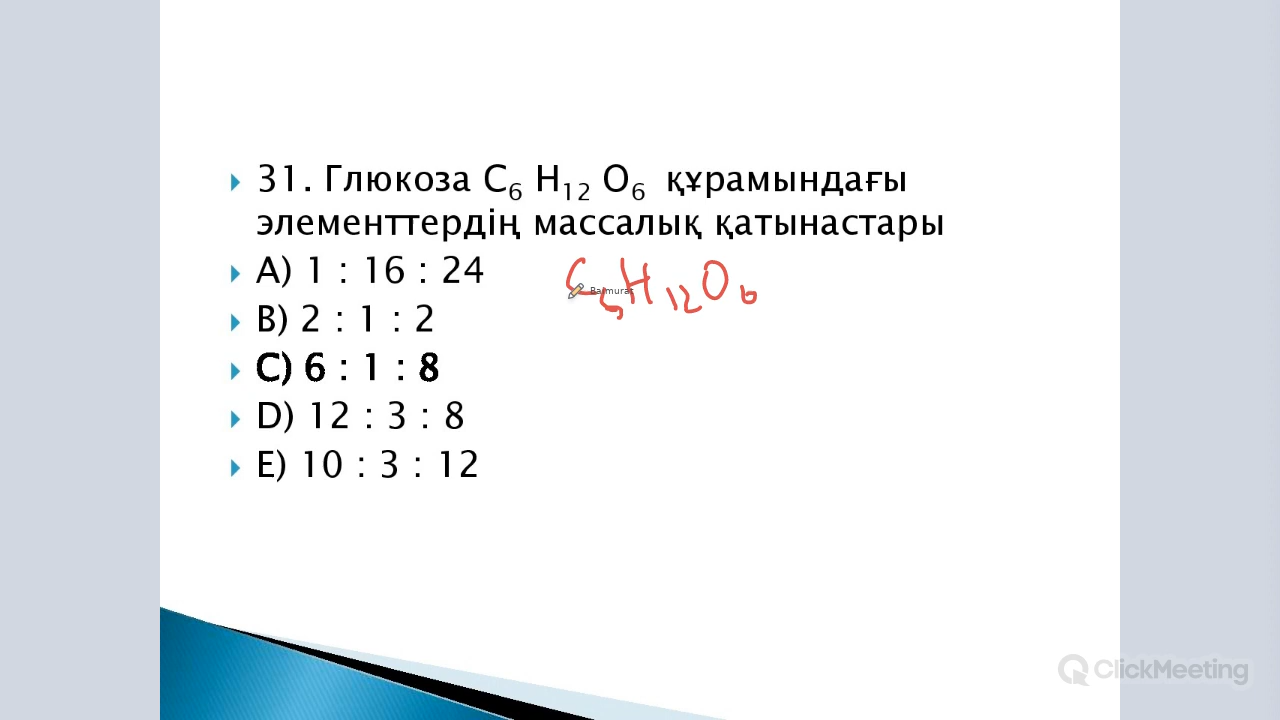 31. Глюкоза C₆ H₁₂ O₆ құрамындағы
элементтердің массалық қатынастары
A) 1 : 16 : 24
B) 2 : 1 : 2
C) 6 : 1 : 8
D) 12 : 3 : 8
E) 10 : 3 : 12
C₅H₁₂O₆
ClickMeeting